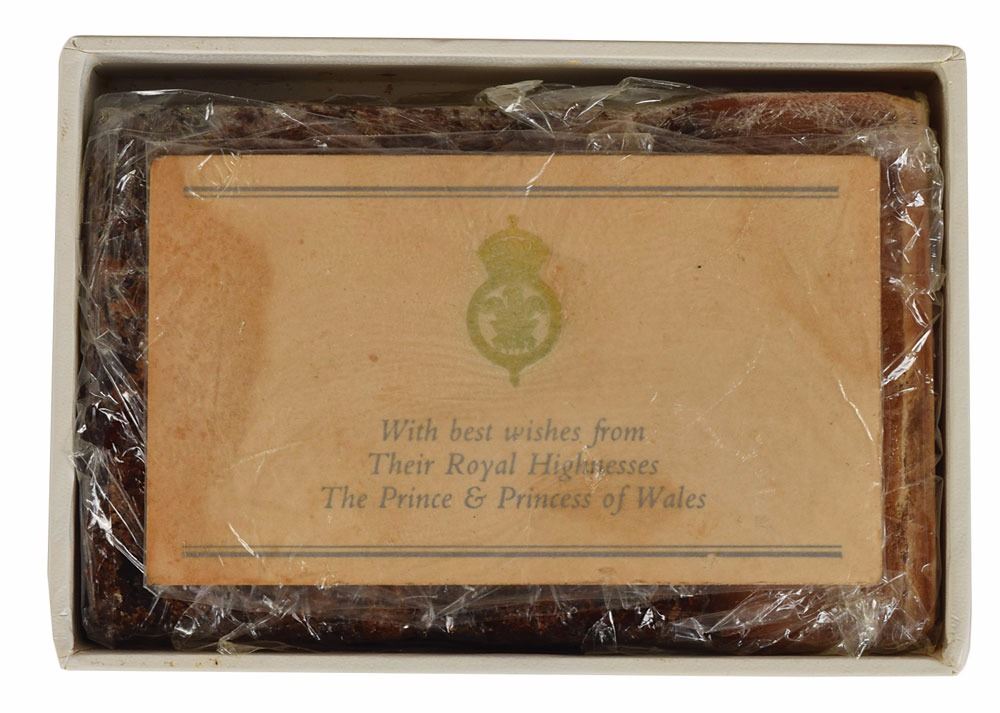 With best wishes from
Their Royal Highnesses
The Prince & Princess of Wales